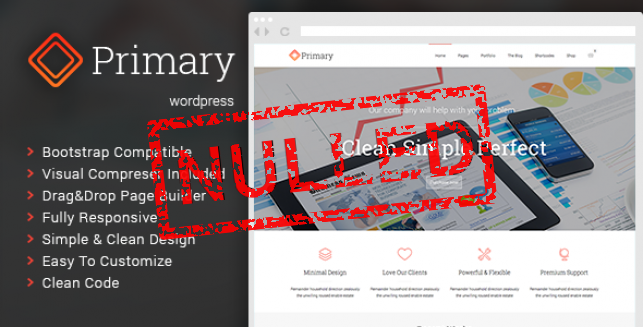 Primary
wordpress
Bootstrap Compatible
Visual Compreser Included
Drag&Drop Page Builder
Fully Responsive
Simple & Clean Design
Easy To Customize
Clean Code
NULLED
Primary
Home Pages Portfolio The Blog Shortcodes Shop
Our company will help with your problem
Clean Simple Perfect
Minimal Design
Love Our Clients
Powerful & Flexible
Premium Support